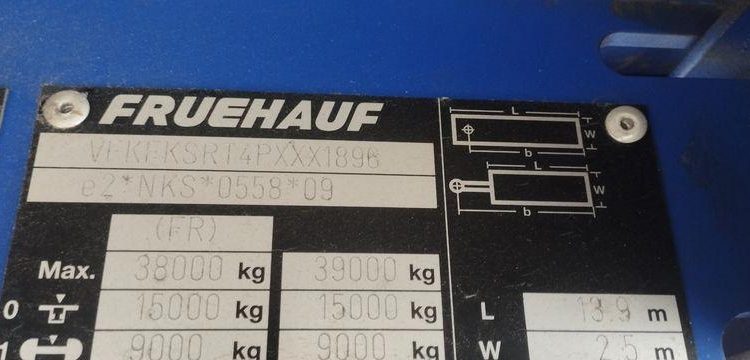 FRUEHAUF
VFKFKSRT4PXXX1896
e2*NKS*0558*09
(FR)
Max. 38000 kg 39000 kg
0 15000 kg 15000 kg
1 9000 kg 9000 kg
L
W
b
L
W
b
L 13.9 m
W 2.5 m